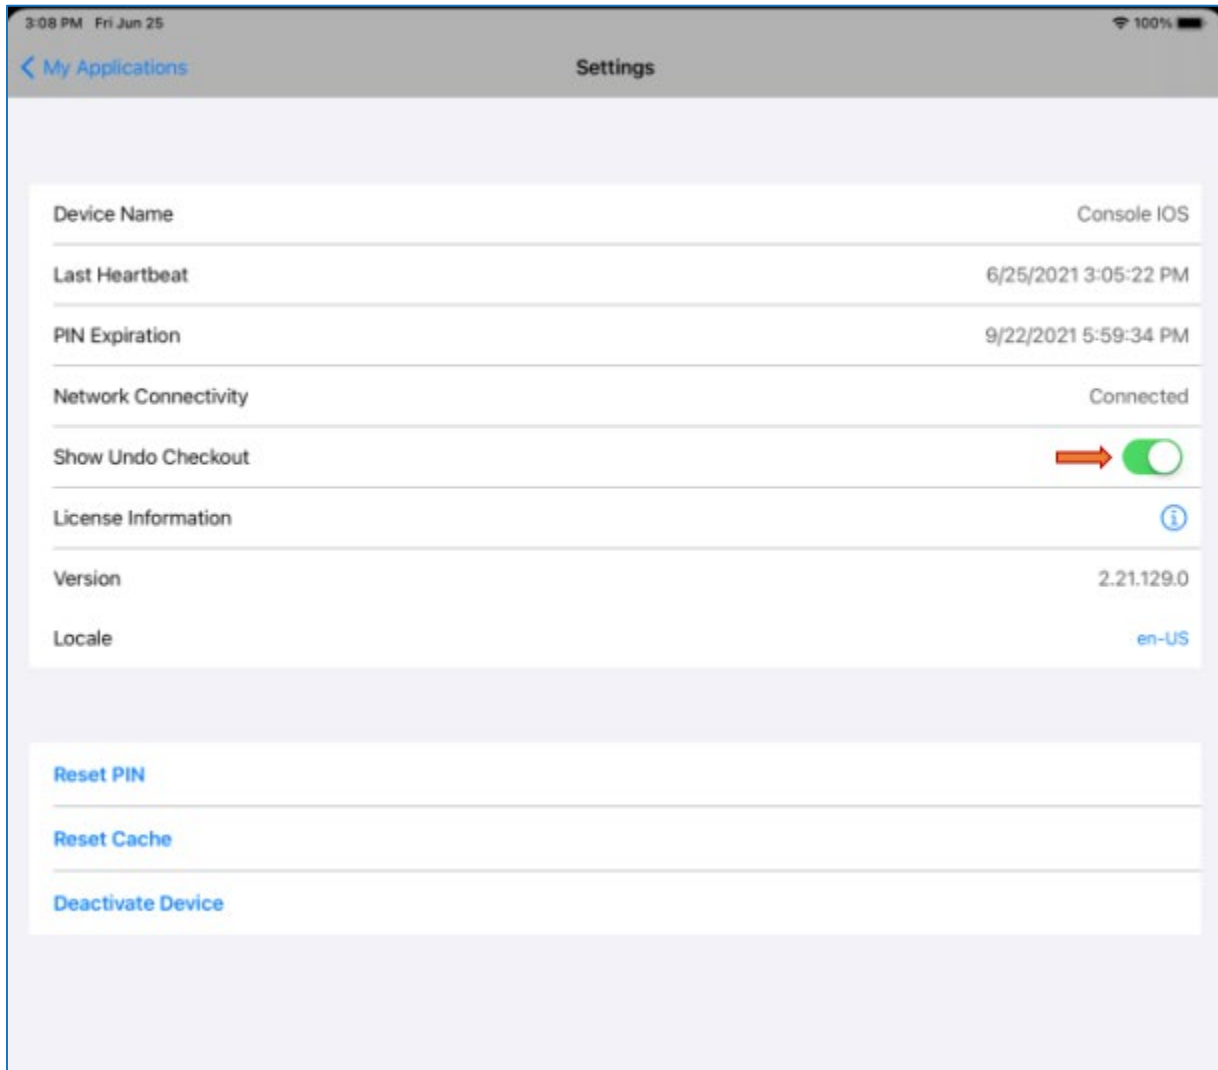 3:08 PM Fri Jun 25 100%
My Applications Settings
Device Name Console IOS
Last Heartbeat 6/25/2021 3:05:22 PM
PIN Expiration 9/22/2021 5:59:34 PM
Network Connectivity Connected
Show Undo Checkout
License Information
Version 2.21.129.0
Locale en-US
Reset PIN
Reset Cache
Deactivate Device